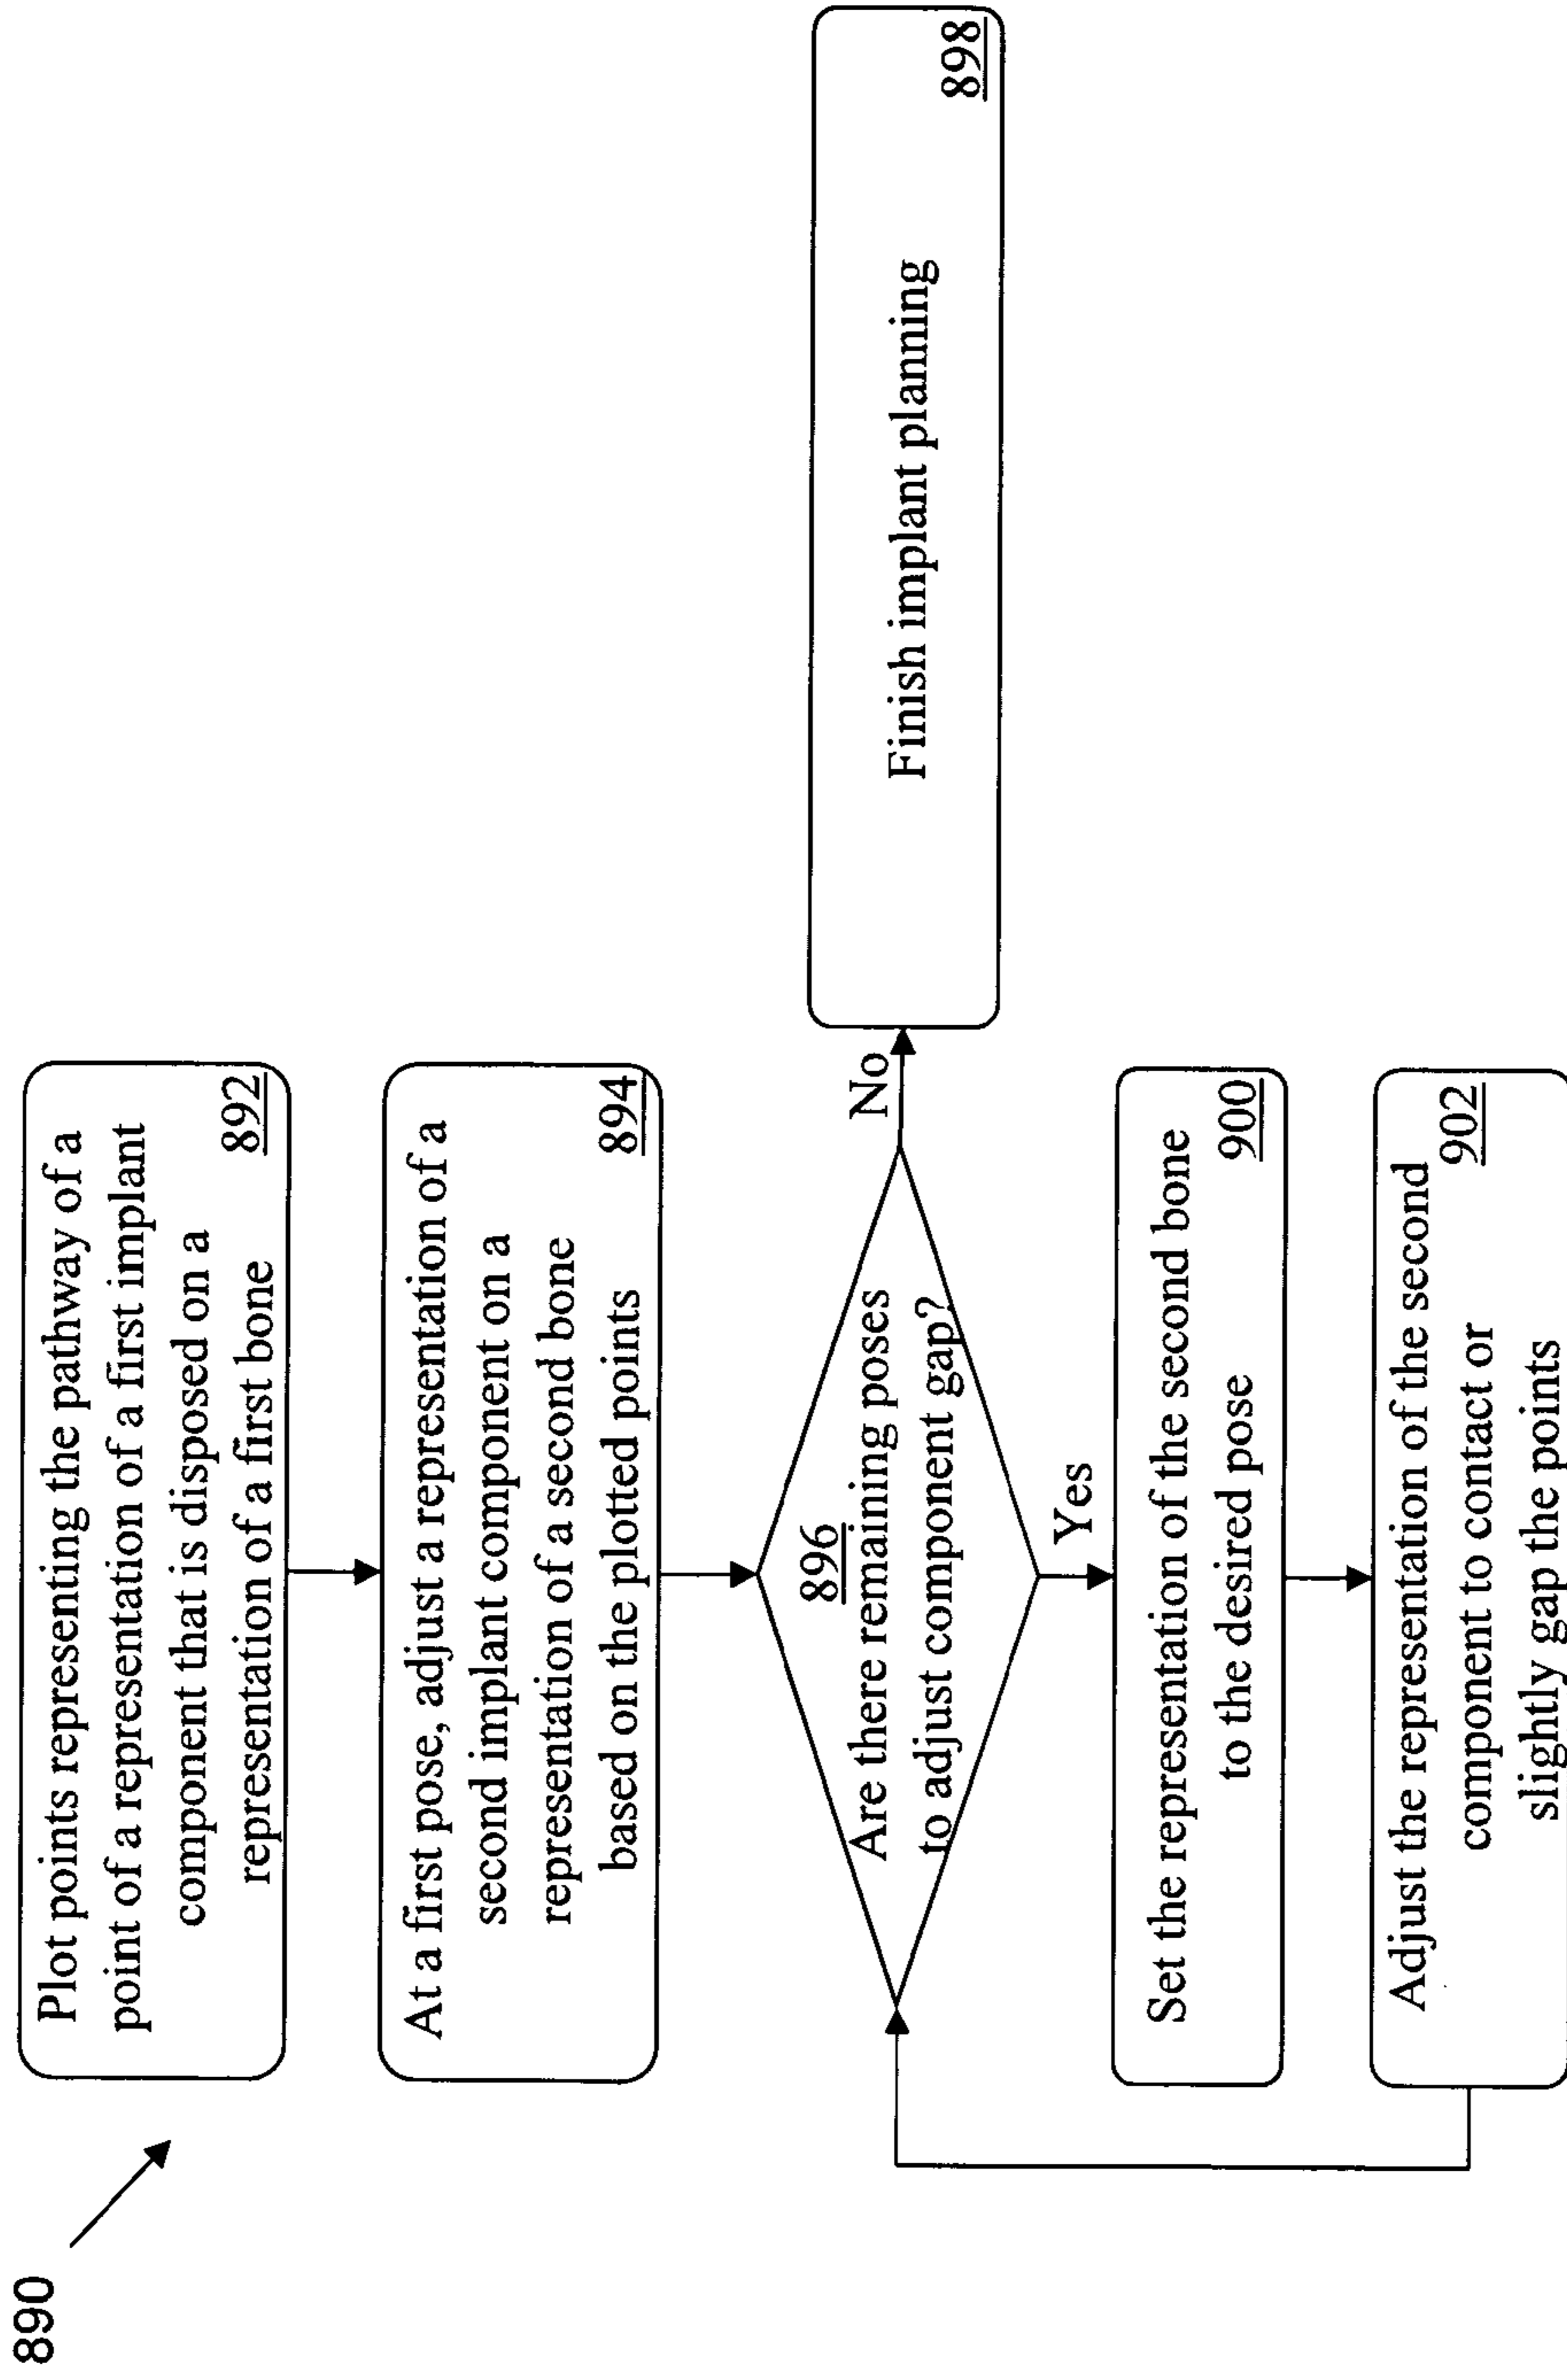 890
Plot points representing the pathway of a
point of a representation of a first implant
component that is disposed on a
representation of a first bone
892
At a first pose, adjust a representation of a
second implant component on a
representation of a second bone
based on the plotted points
894
896
Are there remaining poses
to adjust component gap?
No
Finish implant planning
898
Yes
Set the representation of the second bone
to the desired pose
900
Adjust the representation of the second
component to contact or
slightly gap the points
902